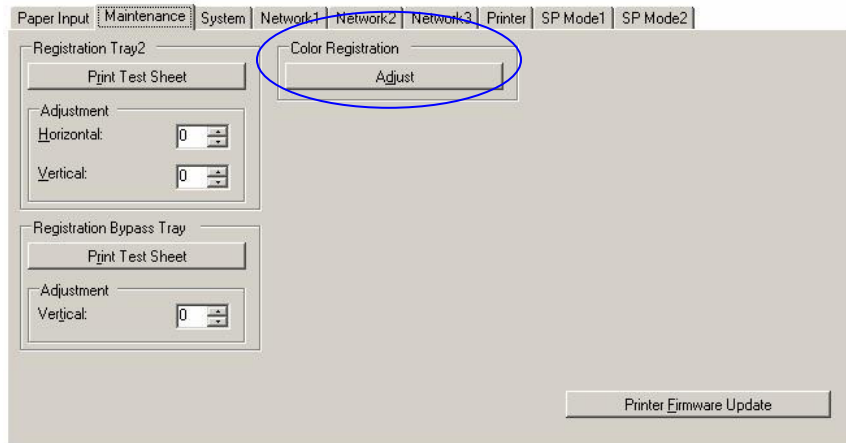 Paper Input Maintenance System Network1 Network2 Network3 Printer SP Mode1 SP Mode2
Registration Tray2
Print Test Sheet
Adjustment
Horizontal: 0
Vertical: 0
Registration Bypass Tray
Print Test Sheet
Adjustment
Vertical: 0
Color Registration
Adjust
Printer Firmware Update